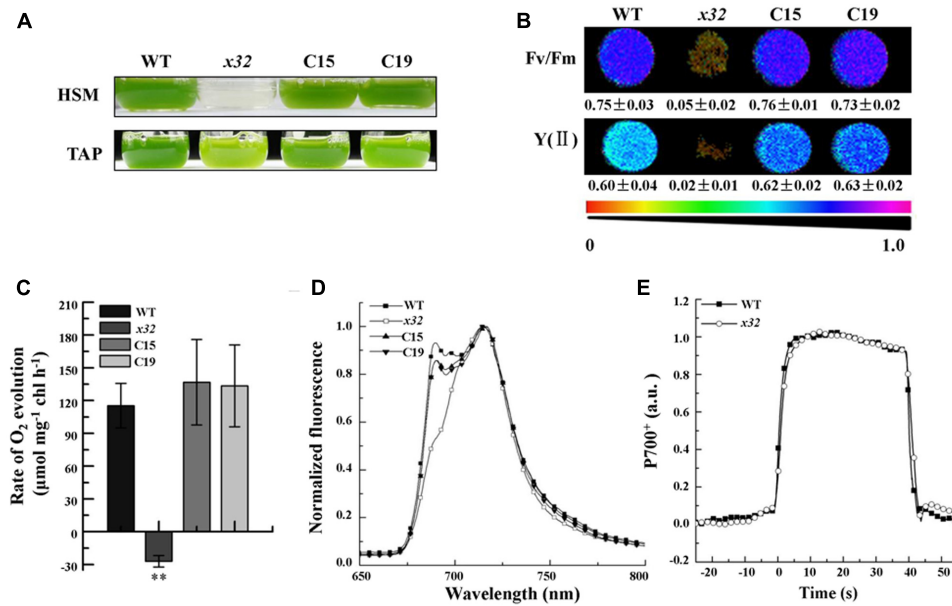 A
WT x32 C15 C19
HSM
TAP
B
WT x32 C15 C19
Fv/Fm
0.75±0.03 0.05±0.02 0.76±0.01 0.73±0.02
Y(Ⅱ)
0.60±0.04 0.02±0.01 0.62±0.02 0.63±0.02
0 1.0
C
Rate of O2 evolution
(μmol mg-1 chl h-1)
210
180
150
120
90
60
30
0
-30
WT
x32
C15
C19
**
D
Normalized fluorescence
1.0
0.8
0.6
0.4
0.2
0.0
WT
x32
C15
C19
650 700 750 800
Wavelength (nm)
E
P700+ (a.u.)
1.2
1.0
0.8
0.6
0.4
0.2
0.0
-0.2
WT
x32
-20 -10 0 10 20 30 40 50
Time (s)